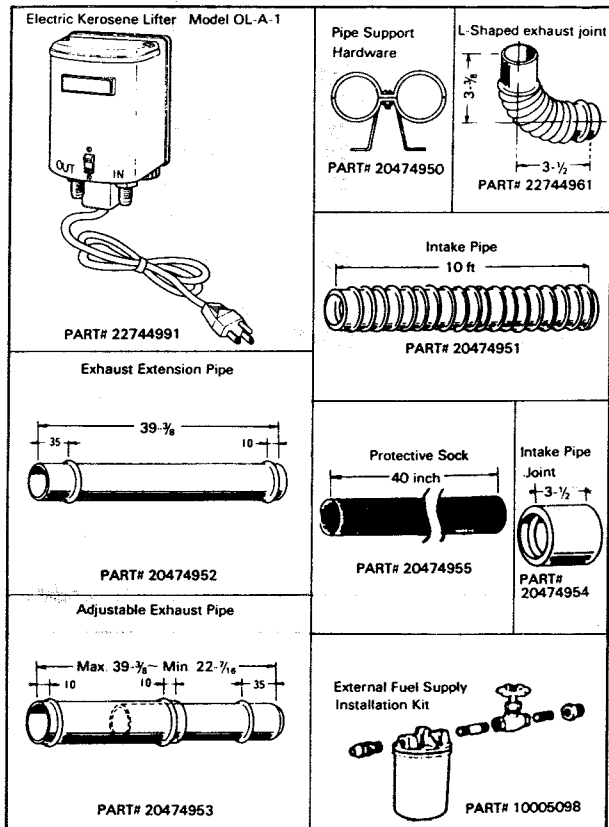 Electric Kerosene Lifter Model OL-A-1
OUT
IN
PART# 22744991
Pipe Support
Hardware
PART# 20474950
L-Shaped exhaust joint
3-3/8
3-1/2
PART# 22744961
Intake Pipe
10 ft
PART# 20474951
Exhaust Extension Pipe
39-3/8
35
10
PART# 20474952
Protective Sock
40 inch
PART# 20474955
Intake Pipe
Joint
3-1/2
PART#
20474954
Adjustable Exhaust Pipe
Max. 39-3/8~ Min. 22-7/16
10
10
35
PART# 20474953
External Fuel Supply
Installation Kit
PART# 10005098